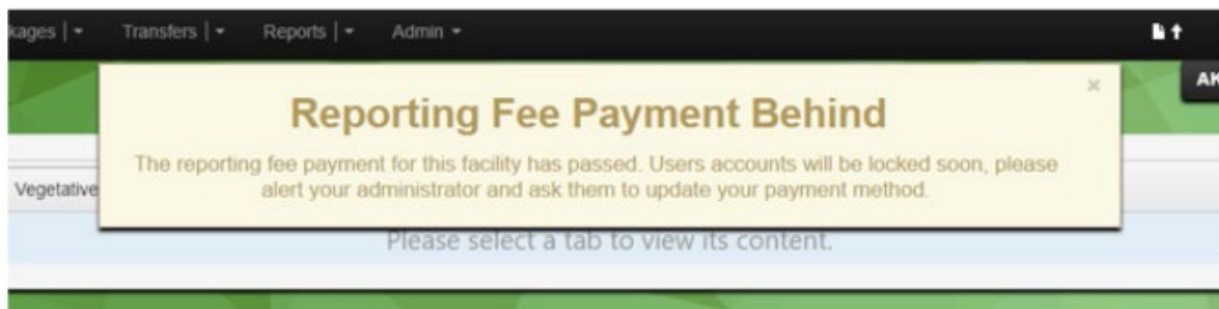 kages | Transfers | Reports | Admin
AK
Reporting Fee Payment Behind
The reporting fee payment for this facility has passed. Users accounts will be locked soon, please
alert your administrator and ask them to update your payment method.
Vegetative
Please select a tab to view its content.